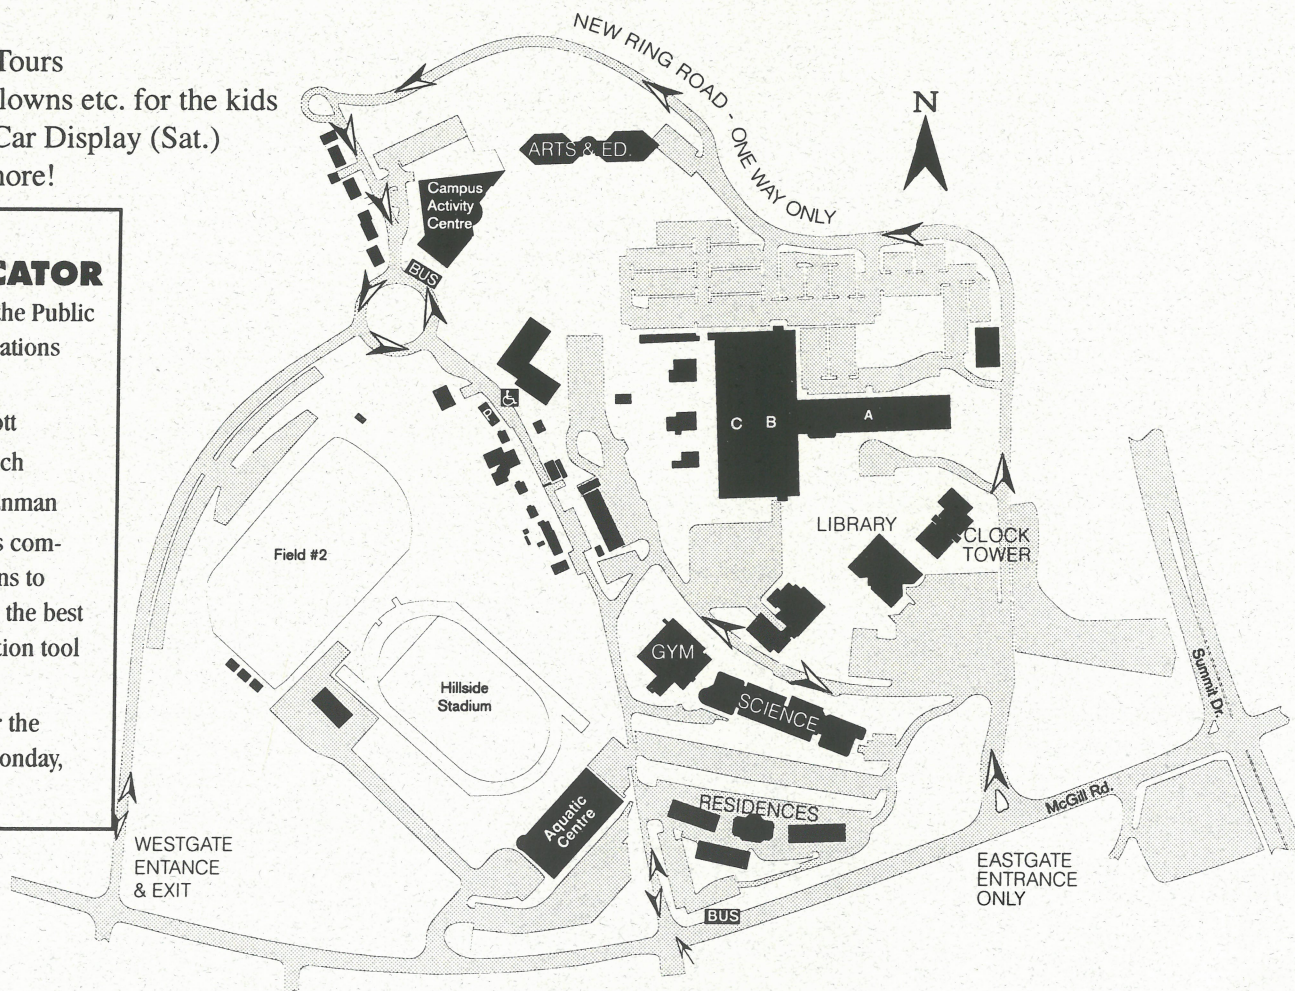 Tours
lowns etc. for the kids
Car Display (Sat.)
nore!
CATOR
the Public
ations
ott
ch
nman
s com-
ns to
the best
tion tool
r the
onday,
NEW RING ROAD - ONE WAY ONLY
N
ARTS & ED.
Campus
Activity
Centre
BUS
C B A
P
LIBRARY
CLOCK
TOWER
Field #2
GYM
Hillside
Stadium
SCIENCE
Summit Dr.
McGill Rd.
RESIDENCES
Aquatic
Centre
WESTGATE
ENTANCE
& EXIT
EASTGATE
ENTRANCE
ONLY
BUS